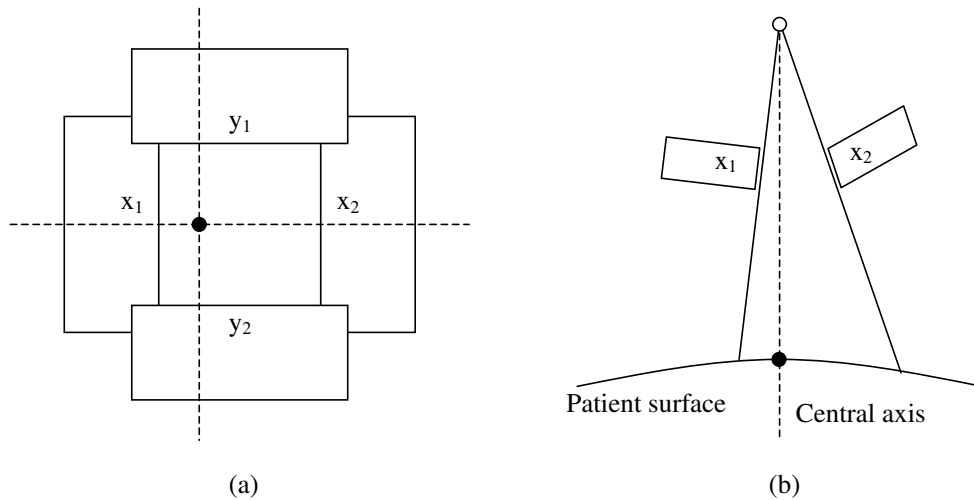 y₁
x₁
x₂
y₂
(a)
x₁
x₂
Patient surface
Central axis
(b)